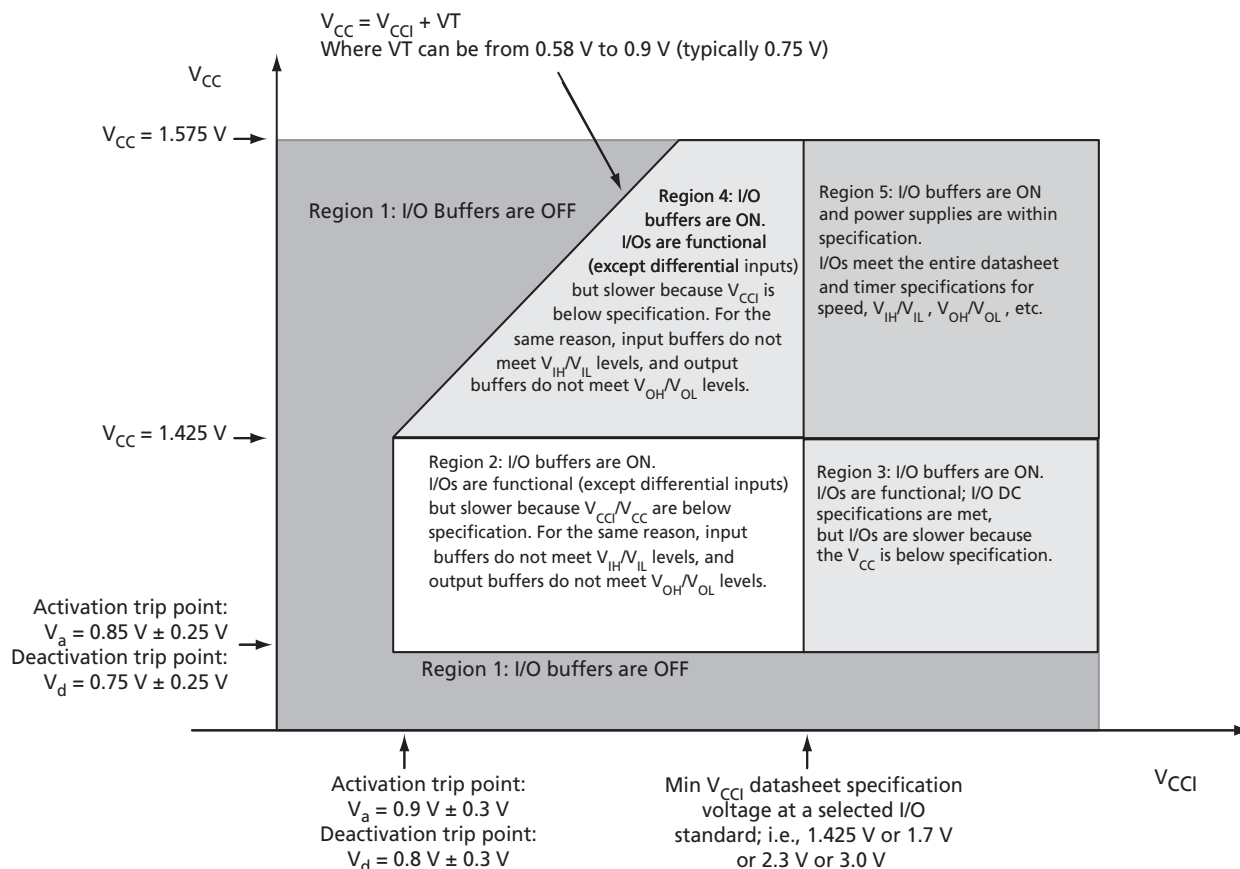 V_CC = V_CCI + VT
Where VT can be from 0.58 V to 0.9 V (typically 0.75 V)
V_CC
V_CC = 1.575 V
Region 1: I/O Buffers are OFF
Region 4: I/O
buffers are ON.
I/Os are functional
(except differential inputs)
but slower because V_CCI is
below specification. For the
same reason, input buffers do not
meet V_IH/V_IL levels, and output
buffers do not meet V_OH/V_OL levels.
Region 5: I/O buffers are ON
and power supplies are within
specification.
I/Os meet the entire datasheet
and timer specifications for
speed, V_IH/V_IL , V_OH/V_OL , etc.
V_CC = 1.425 V
Region 2: I/O buffers are ON.
I/Os are functional (except differential inputs)
but slower because V_CCI/V_CC are below
specification. For the same reason, input
buffers do not meet V_IH/V_IL levels, and
output buffers do not meet V_OH/V_OL levels.
Region 3: I/O buffers are ON.
I/Os are functional; I/O DC
specifications are met,
but I/Os are slower because
the V_CC is below specification.
Activation trip point:
V_a = 0.85 V ± 0.25 V
Deactivation trip point:
V_d = 0.75 V ± 0.25 V
Region 1: I/O buffers are OFF
Activation trip point:
V_a = 0.9 V ± 0.3 V
Deactivation trip point:
V_d = 0.8 V ± 0.3 V
Min V_CCI datasheet specification
voltage at a selected I/O
standard; i.e., 1.425 V or 1.7 V
or 2.3 V or 3.0 V
V_CCI